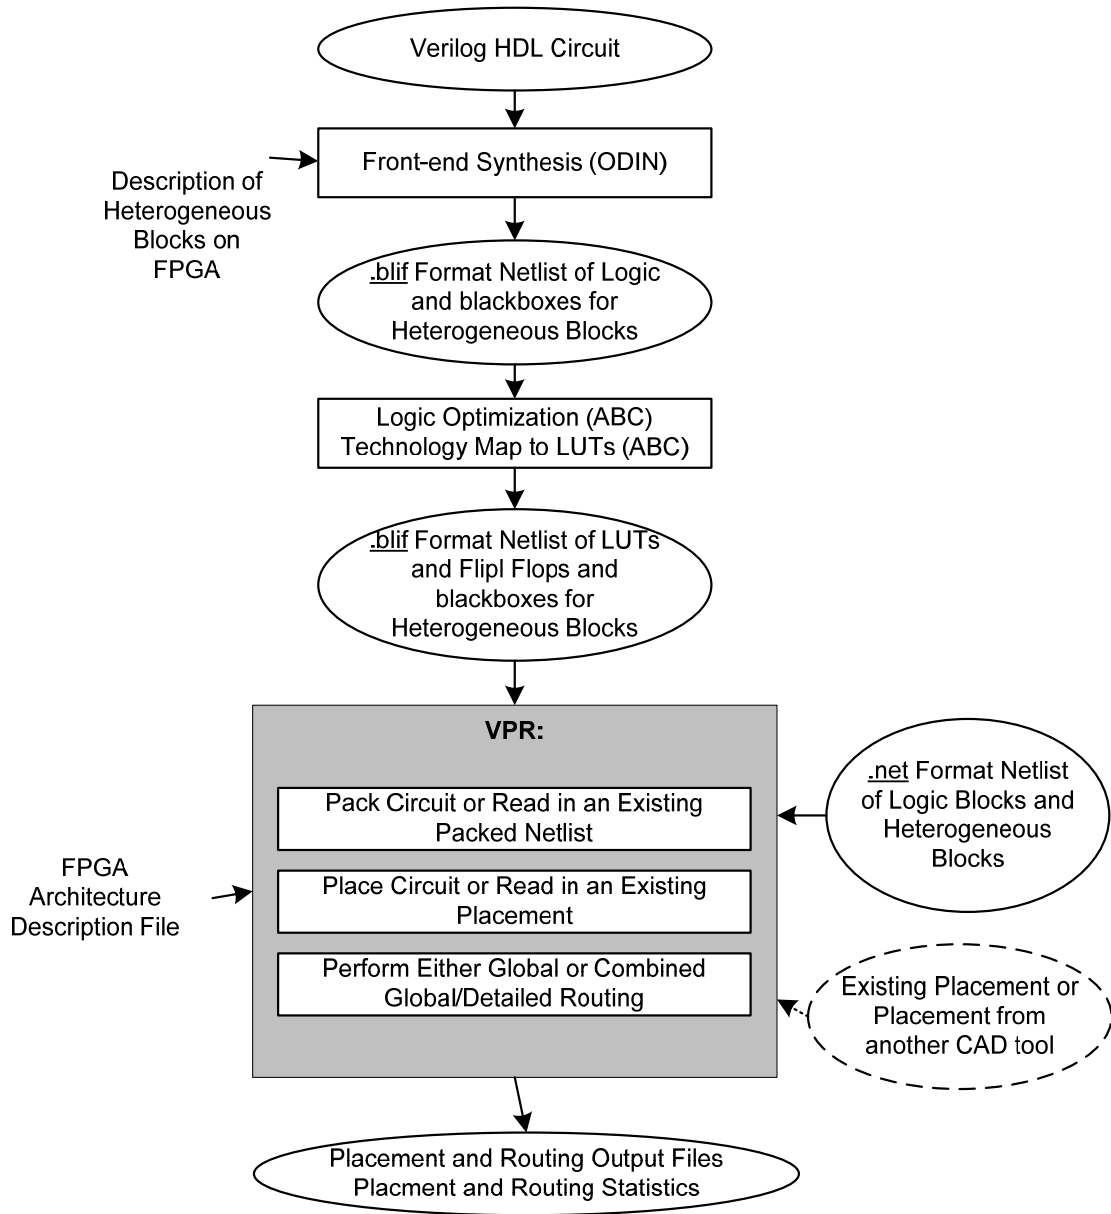 Verilog HDL Circuit
Front-end Synthesis (ODIN)
Description of
Heterogeneous
Blocks on
FPGA
.blif Format Netlist of Logic
and blackboxes for
Heterogeneous Blocks
Logic Optimization (ABC)
Technology Map to LUTs (ABC)
.blif Format Netlist of LUTs
and Flipl Flops and
blackboxes for
Heterogeneous Blocks
VPR:
Pack Circuit or Read in an Existing
Packed Netlist
Place Circuit or Read in an Existing
Placement
Perform Either Global or Combined
Global/Detailed Routing
.net Format Netlist
of Logic Blocks and
Heterogeneous
Blocks
FPGA
Architecture
Description File
Existing Placement or
Placement from
another CAD tool
Placement and Routing Output Files
Placment and Routing Statistics